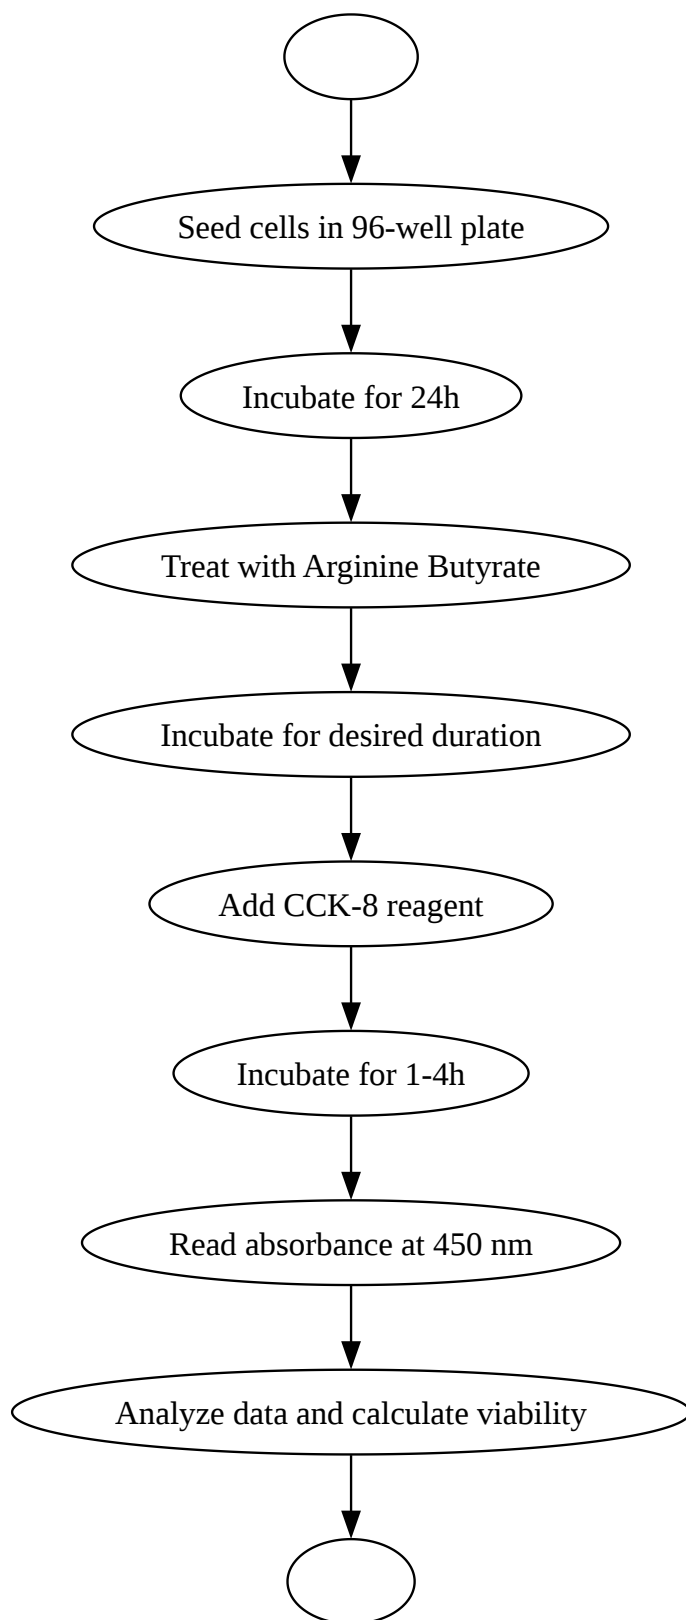 Seed cells in 96-well plate
Incubate for 24h
Treat with Arginine Butyrate
Incubate for desired duration
Add CCK-8 reagent
Incubate for 1-4h
Read absorbance at 450 nm
Analyze data and calculate viability